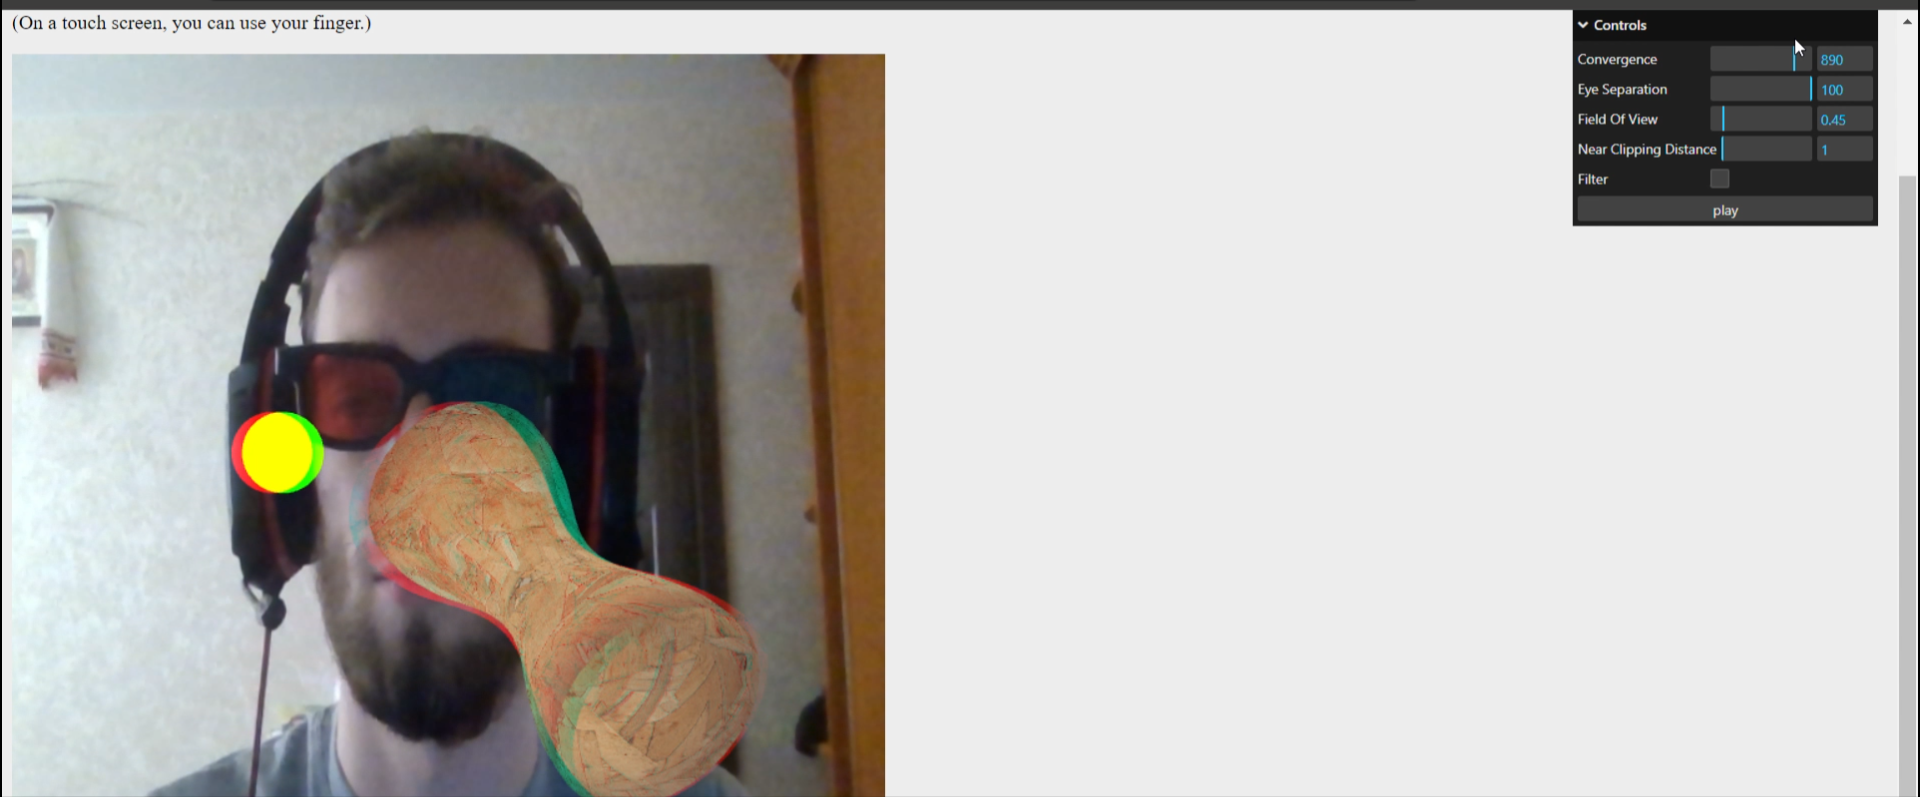 (On a touch screen, you can use your finger.)
Controls
Convergence 890
Eye Separation 100
Field Of View 0.45
Near Clipping Distance 1
Filter
play